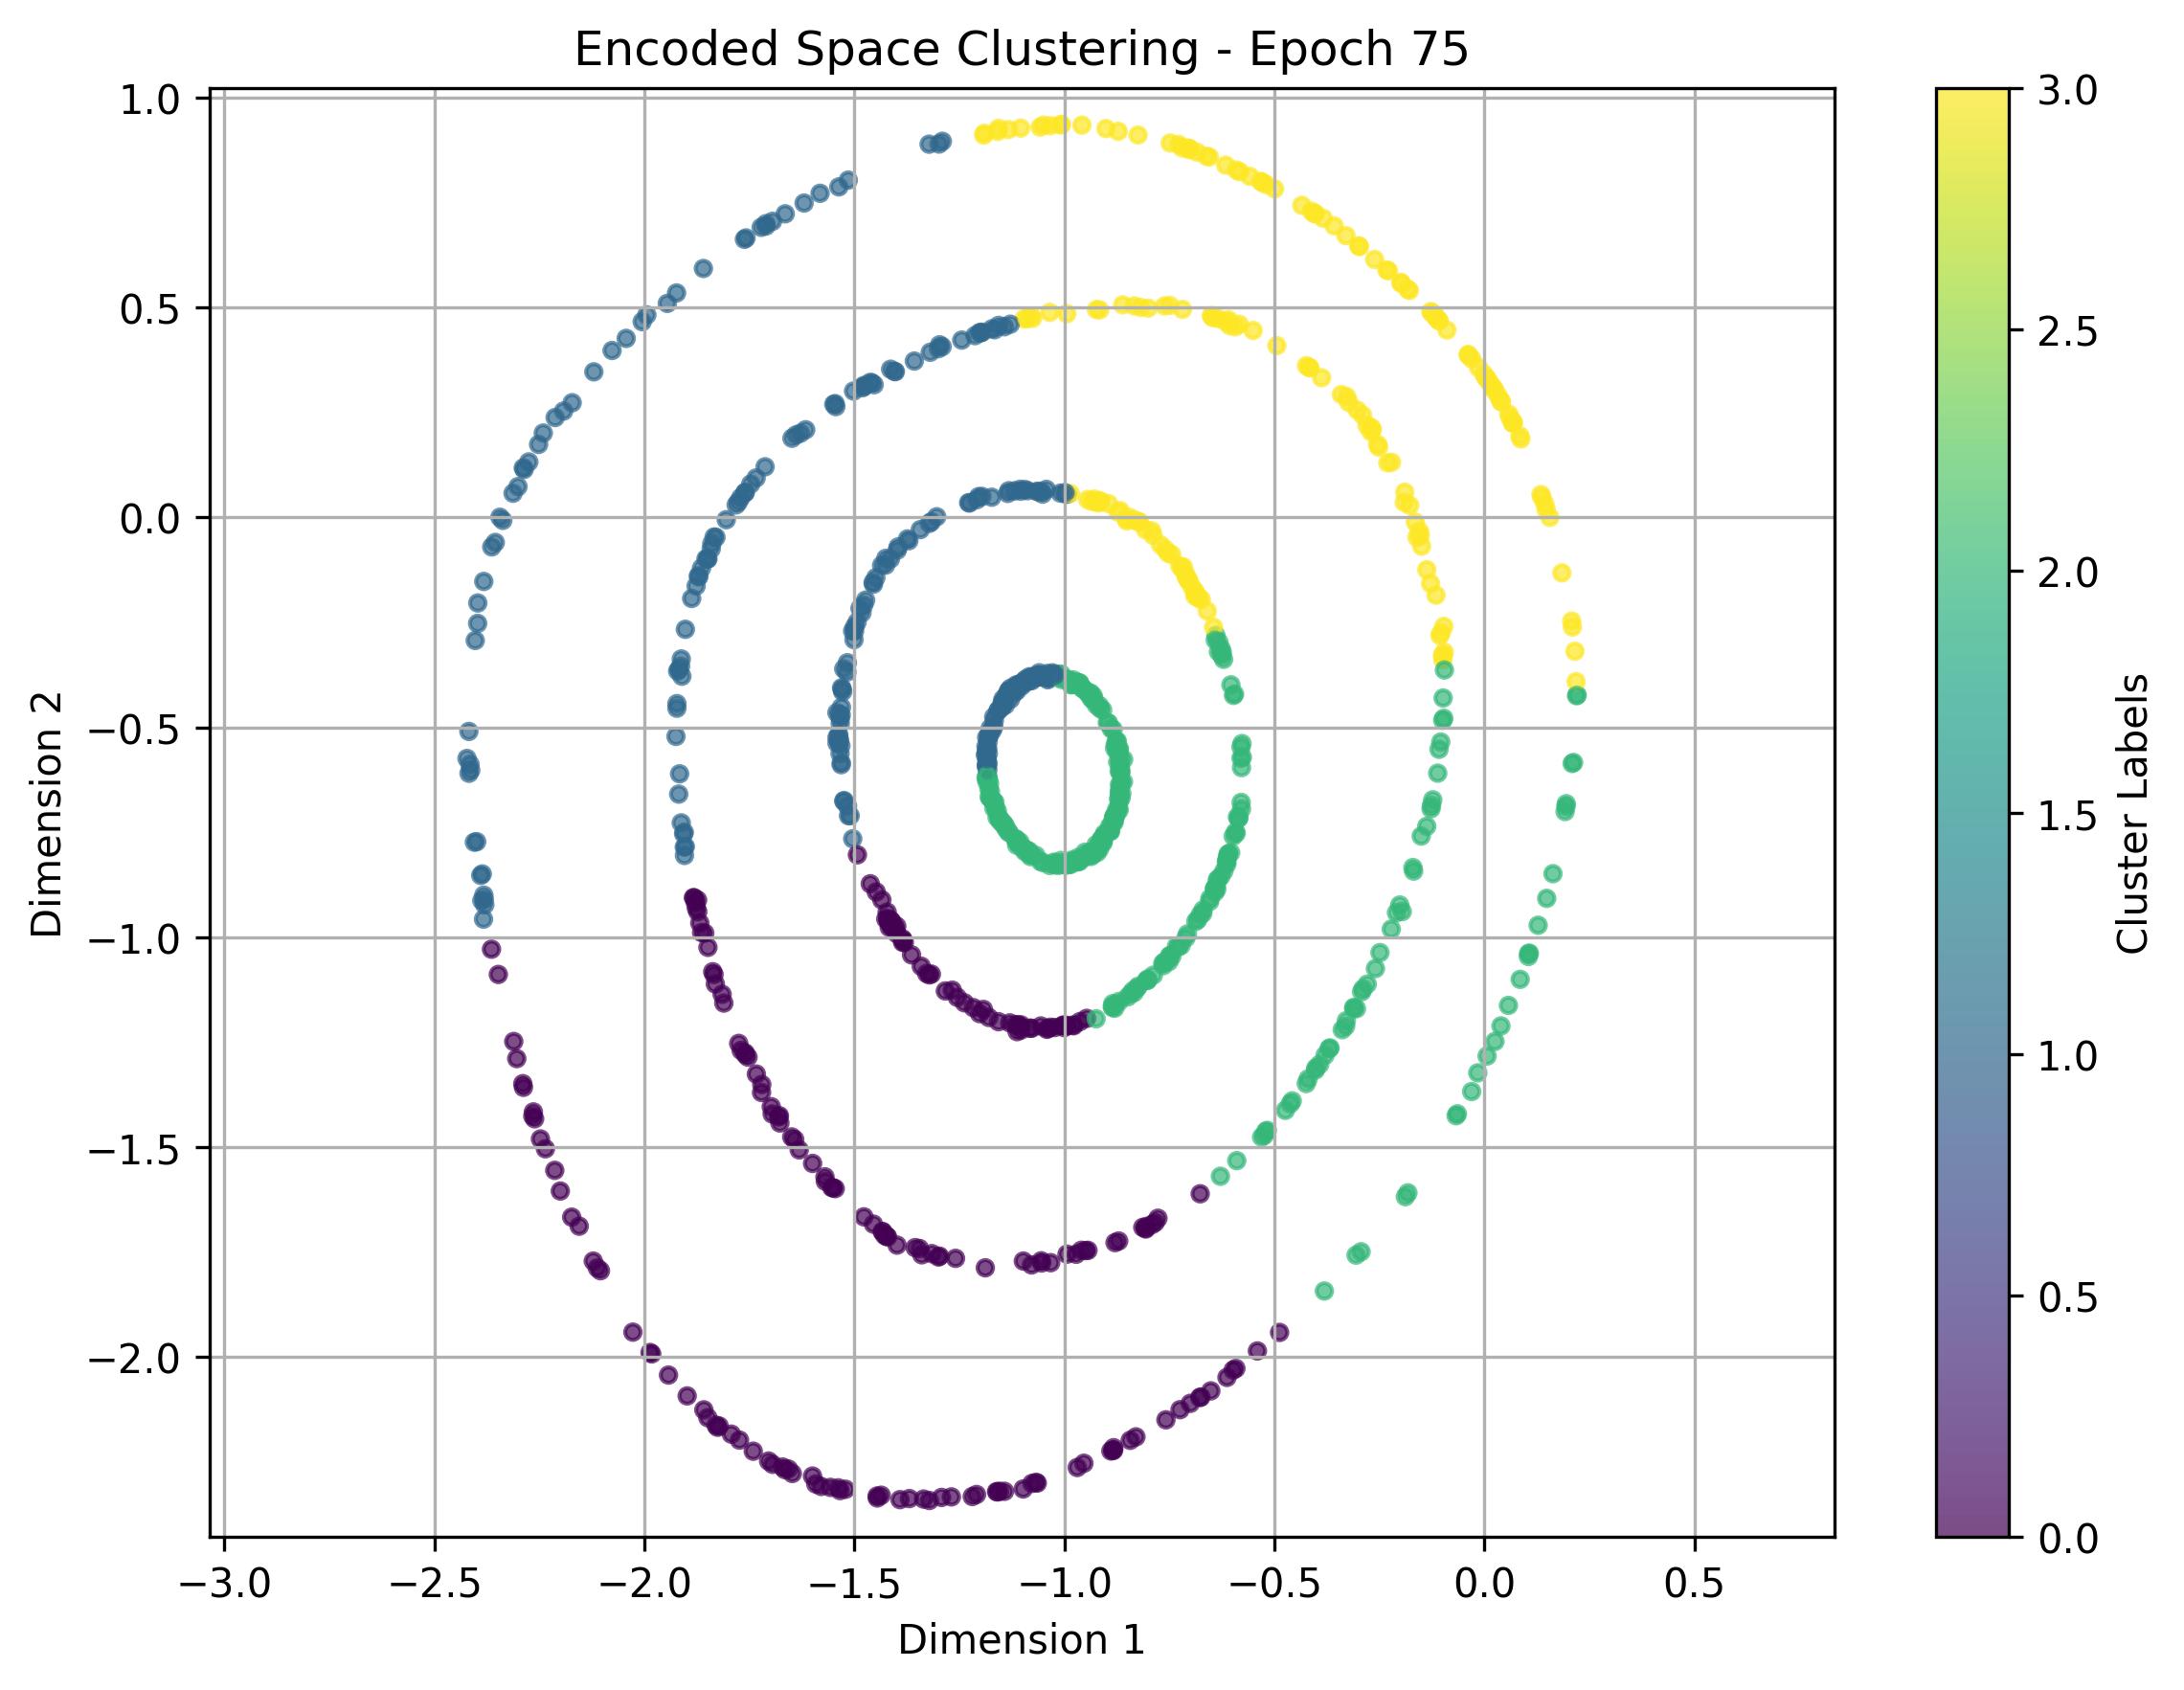 Encoded Space Clustering - Epoch 75
1.0
0.5
0.0
−0.5
−1.0
−1.5
−2.0
Dimension 2
−3.0 −2.5 −2.0 −1.5 −1.0 −0.5 0.0 0.5
Dimension 1
3.0
2.5
2.0
1.5
1.0
0.5
0.0
Cluster Labels